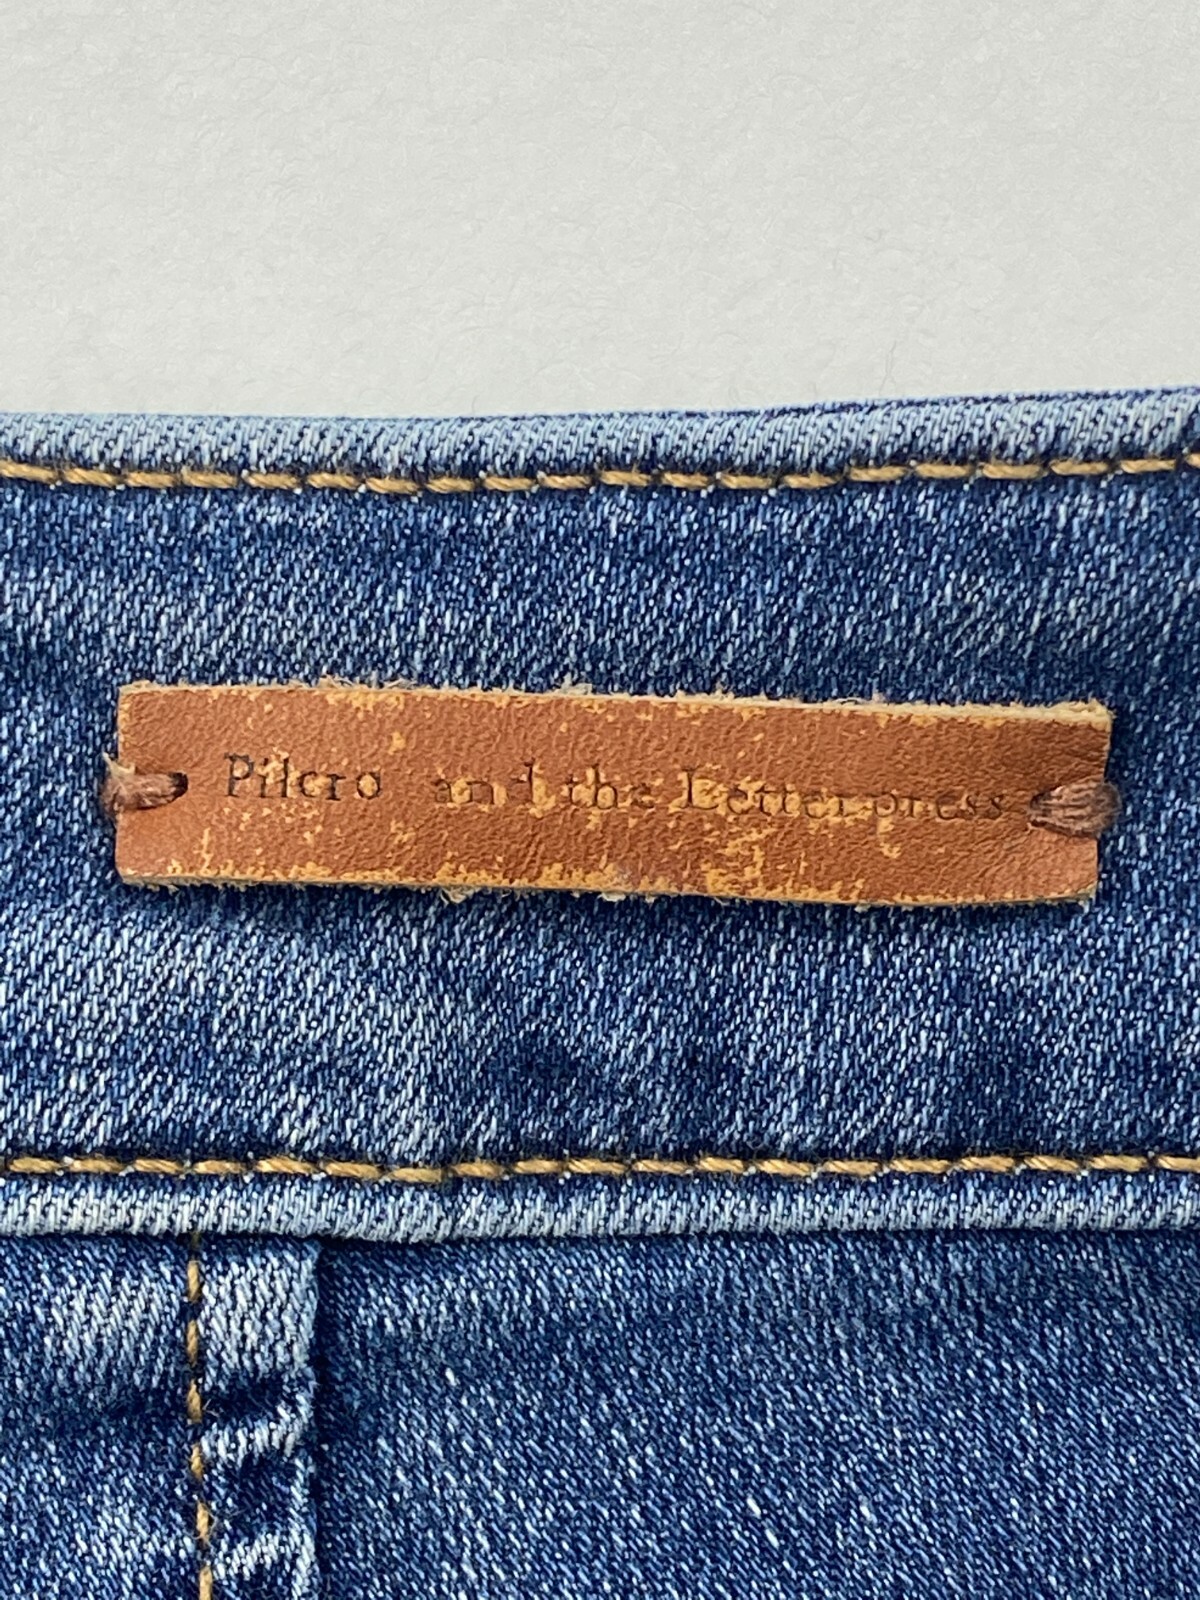 Pilcro and the Letterpress